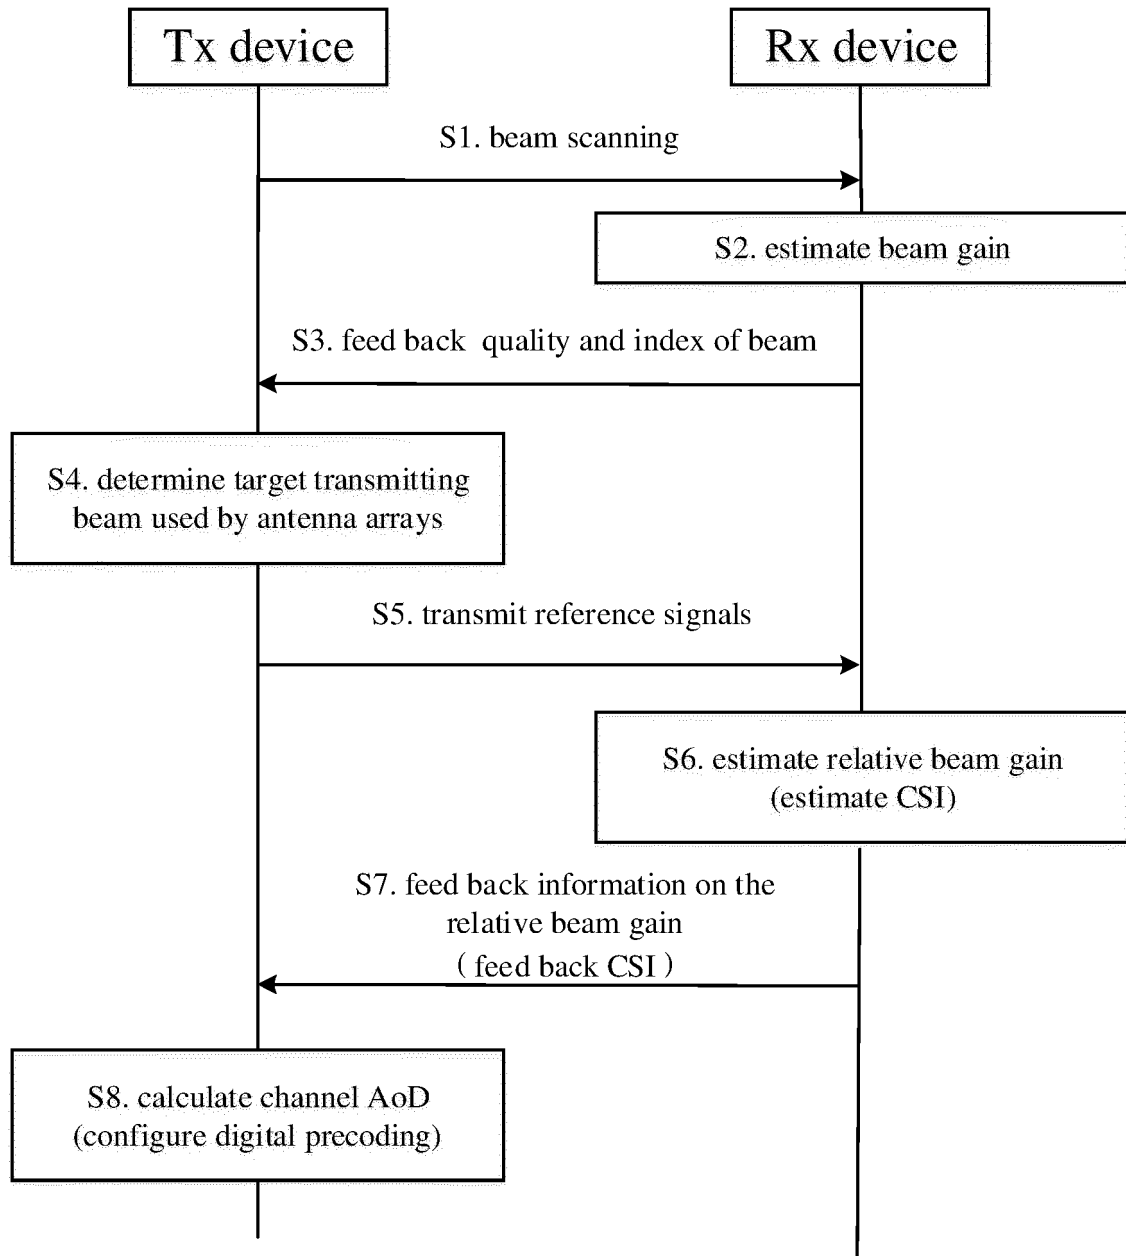 Tx device
Rx device
S1. beam scanning
S2. estimate beam gain
S3. feed back quality and index of beam
S4. determine target transmitting
beam used by antenna arrays
S5. transmit reference signals
S6. estimate relative beam gain
(estimate CSI)
S7. feed back information on the
relative beam gain
( feed back CSI )
S8. calculate channel AoD
(configure digital precoding)